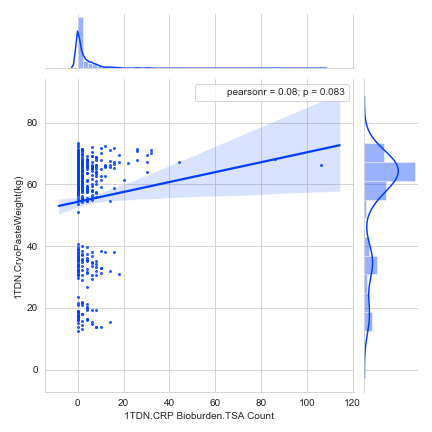 pearsonr = 0.08; p = 0.083
80
60
40
20
0
1TDN.CryoPasteWeight(kg)
0 20 40 60 80 100 120
1TDN.CRP Bioburden.TSA Count